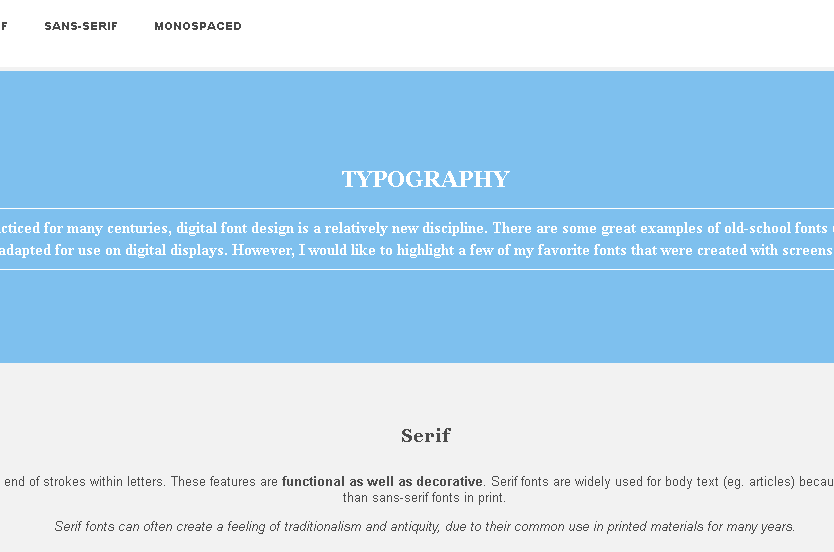 F SANS-SERIF MONOSPACED
TYPOGRAPHY
cticed for many centuries, digital font design is a relatively new discipline. There are some great examples of old-school fonts
adapted for use on digital displays. However, I would like to highlight a few of my favorite fonts that were created with screens
Serif
end of strokes within letters. These features are functional as well as decorative. Serif fonts are widely used for body text (eg. articles) becau
than sans-serif fonts in print.
Serif fonts can often create a feeling of traditionalism and antiquity, due to their common use in printed materials for many years.